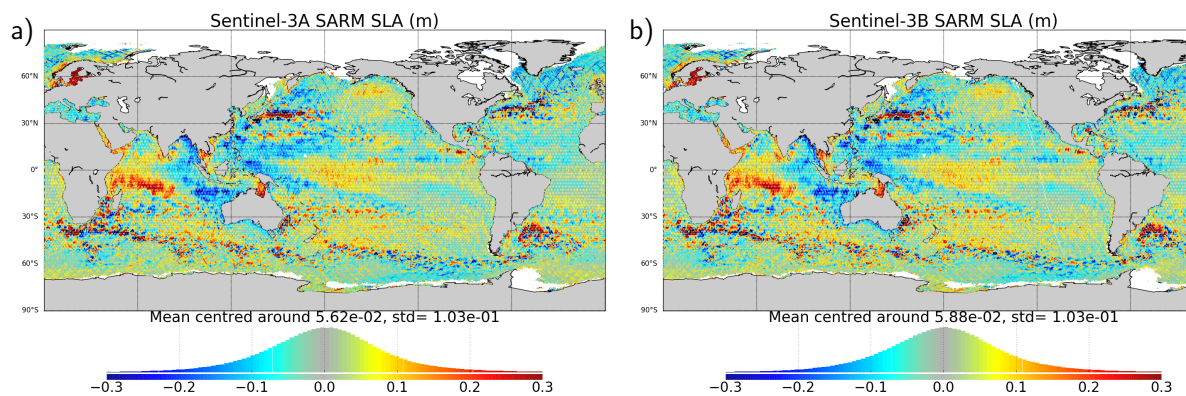 a)
Sentinel-3A SARM SLA (m)
60°N
30°N
0°
30°S
60°S
90°S
Mean centred around 5.62e-02, std= 1.03e-01
−0.3 −0.2 −0.1 0.0 0.1 0.2 0.3
b)
Sentinel-3B SARM SLA (m)
60°N
30°N
0°
30°S
60°S
90°S
Mean centred around 5.88e-02, std= 1.03e-01
−0.3 −0.2 −0.1 0.0 0.1 0.2 0.3